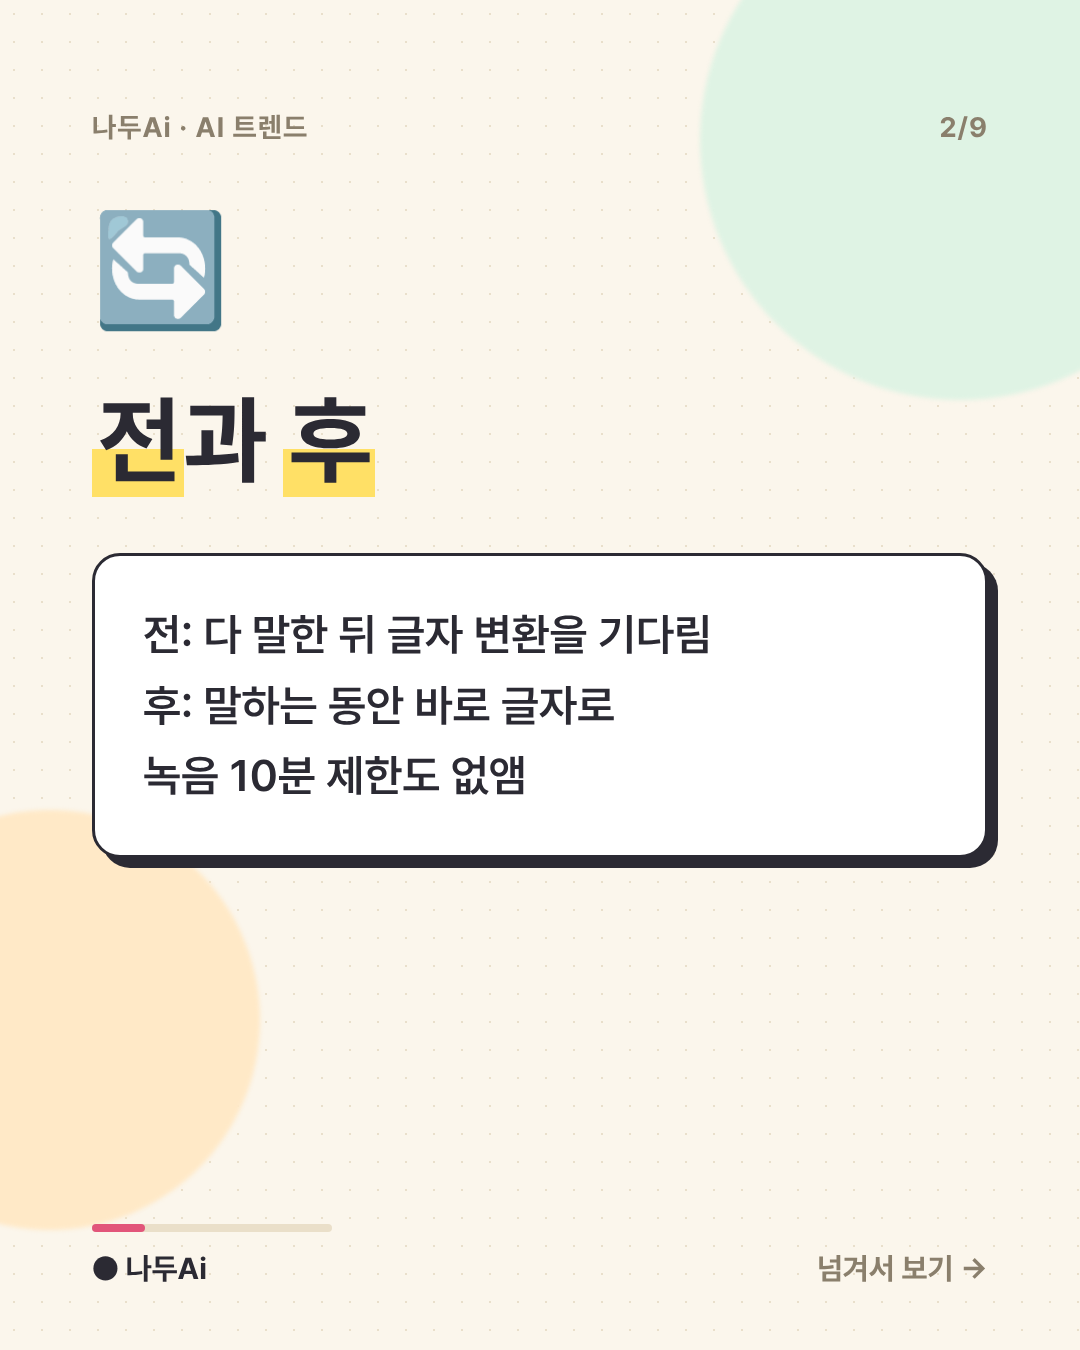 나두Ai · AI 트렌드
2/9
전과 후
전: 다 말한 뒤 글자 변환을 기다림
후: 말하는 동안 바로 글자로
녹음 10분 제한도 없앰
나두Ai
넘겨서 보기 →